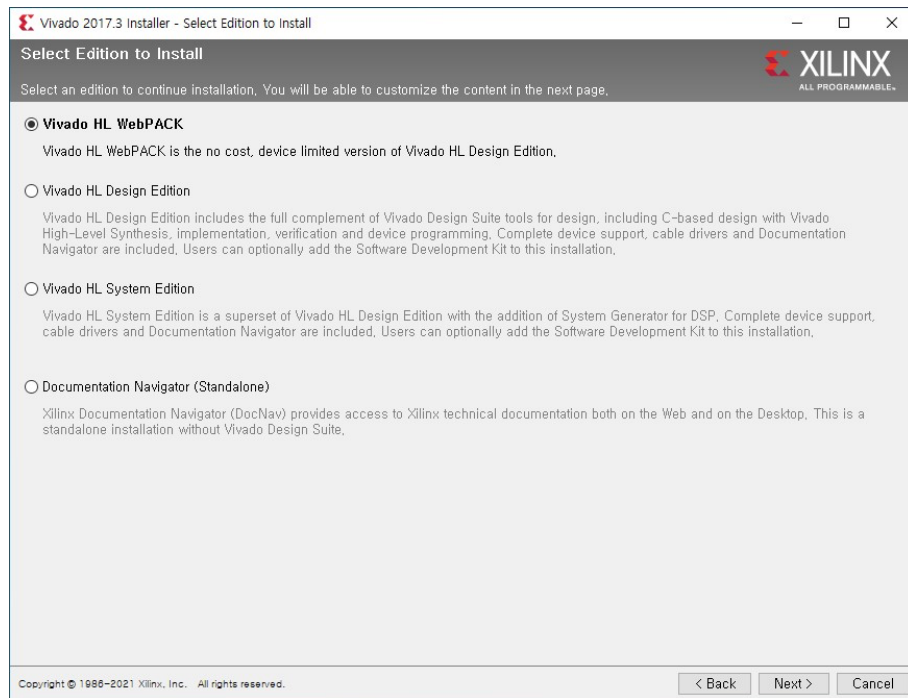 Vivado 2017.3 Installer - Select Edition to Install
Select Edition to Install
XILINX
ALL PROGRAMMABLE.
Select an edition to continue installation. You will be able to customize the content in the next page.
Vivado HL WebPACK
Vivado HL WebPACK is the no cost, device limited version of Vivado HL Design Edition.
Vivado HL Design Edition
Vivado HL Design Edition includes the full complement of Vivado Design Suite tools for design, including C-based design with Vivado
High-Level Synthesis, implementation, verification and device programming. Complete device support, cable drivers and Documentation
Navigator are included. Users can optionally add the Software Development Kit to this installation.
Vivado HL System Edition
Vivado HL System Edition is a superset of Vivado HL Design Edition with the addition of System Generator for DSP. Complete device support,
cable drivers and Documentation Navigator are included. Users can optionally add the Software Development Kit to this installation.
Documentation Navigator (Standalone)
Xilinx Documentation Navigator (DocNav) provides access to Xilinx technical documentation both on the Web and on the Desktop. This is a
standalone installation without Vivado Design Suite.
Copyright © 1986-2021 Xilinx, Inc. All rights reserved.
< Back Next > Cancel